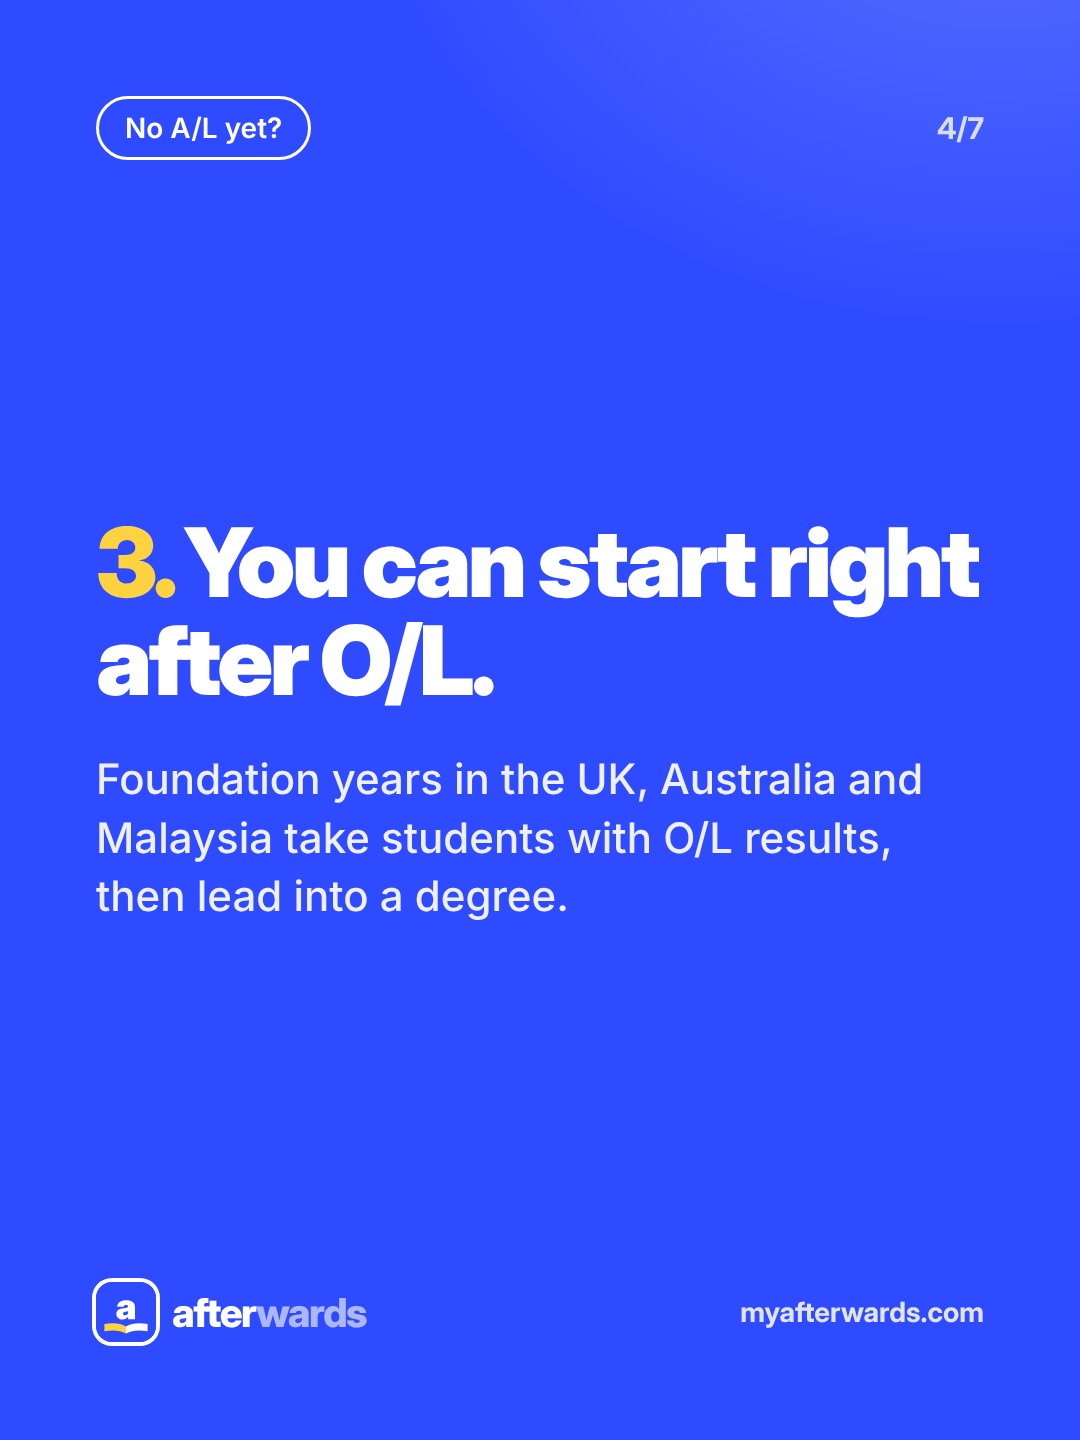 No A/L yet?
4/7
3. You can start right
after O/L.
Foundation years in the UK, Australia and
Malaysia take students with O/L results,
then lead into a degree.
a afterwards
myafterwards.com